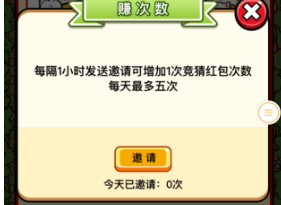 赚次数
每隔1小时发送邀请可增加1次竞猜红包次数
每天最多五次
邀请
今天已邀请：0次